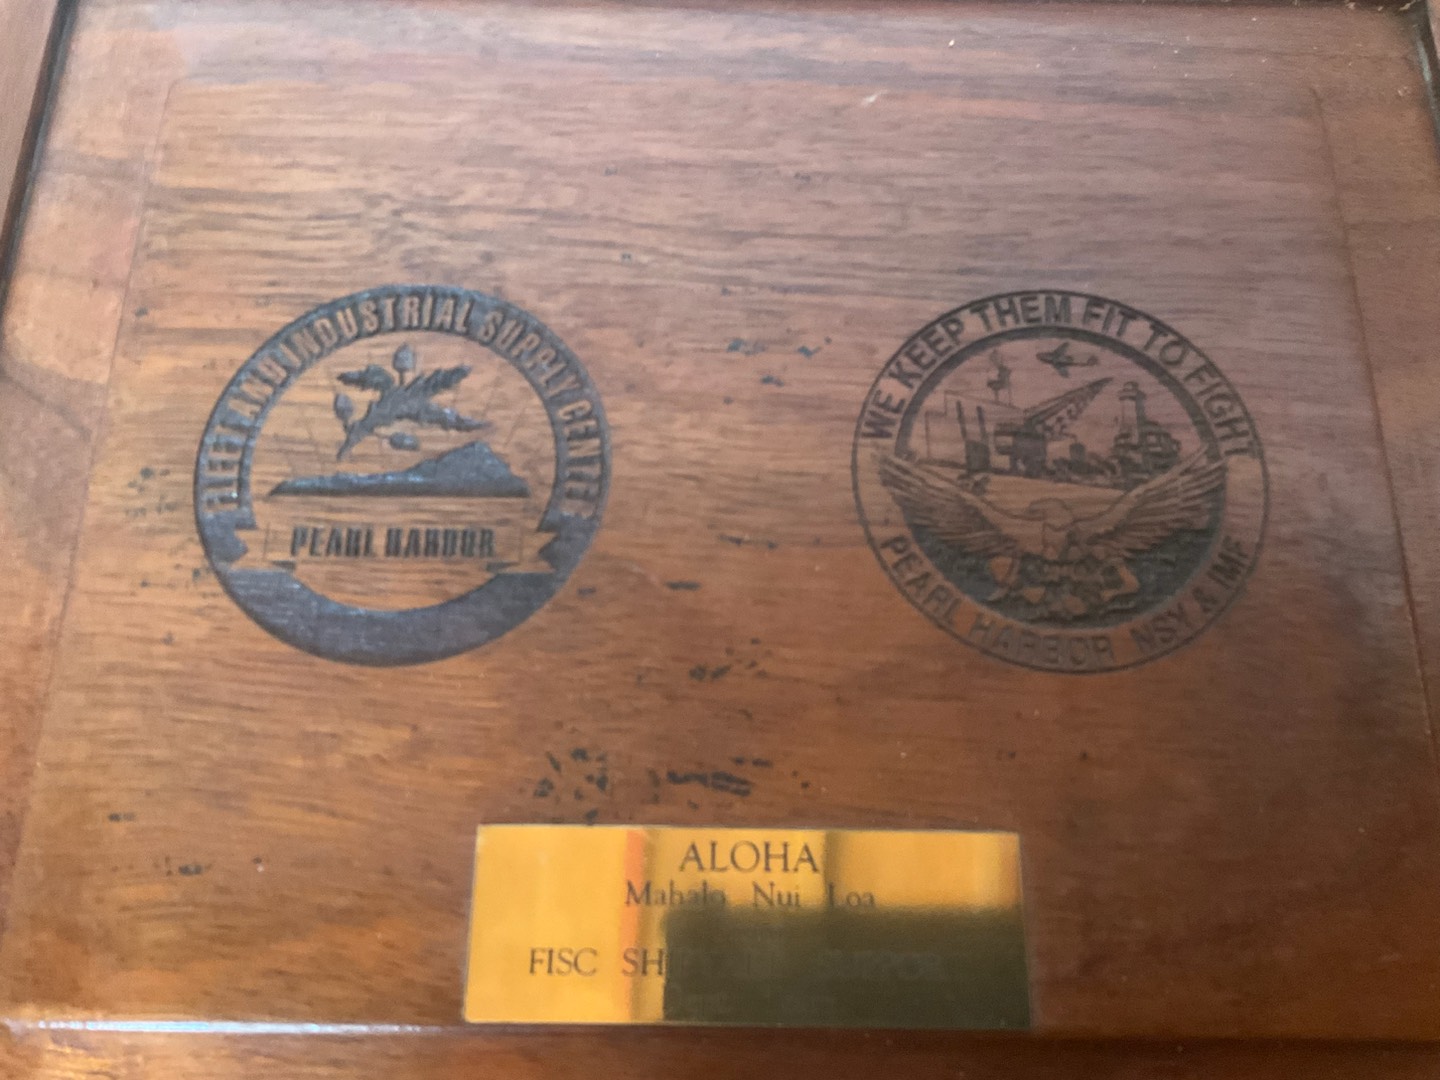 FLEET AND INDUSTRIAL SUPPLY CENTER
PEARL HARBOR
WE KEEP THEM FIT TO FIGHT
PEARL HARBOR NSY & IMF
ALOHA
Mahalo Nui Loa
FISC